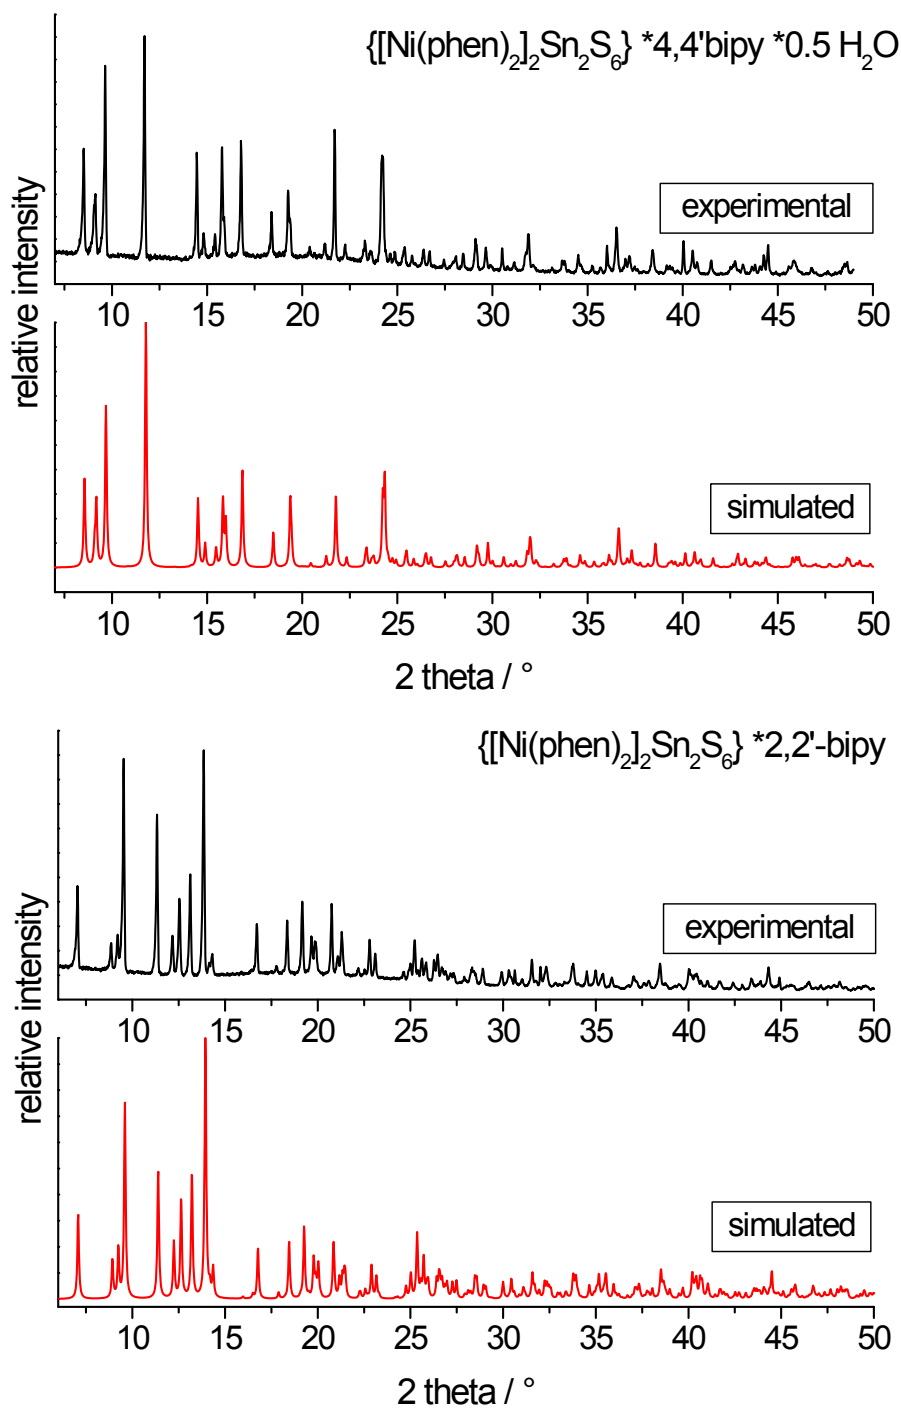 {[Ni(phen)₂]₂Sn₂S₆} *4,4'bipy *0.5 H₂O
experimental
10 15 20 25 30 35 40 45 50
relative intensity
simulated
10 15 20 25 30 35 40 45 50
2 theta / °
{[Ni(phen)₂]₂Sn₂S₆} *2,2'-bipy
experimental
10 15 20 25 30 35 40 45 50
relative intensity
simulated
10 15 20 25 30 35 40 45 50
2 theta / °